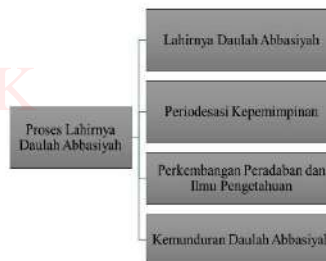 Lahirnya Daulah Abbasiyah
K
Periodesasi Kepemimpinan
Proses Lahirnya
Daulah Abbasiyah
Perkembangan Peradaban dan
Ilmu Pengetahuan
Kemunduran Daulah Abbasiyah